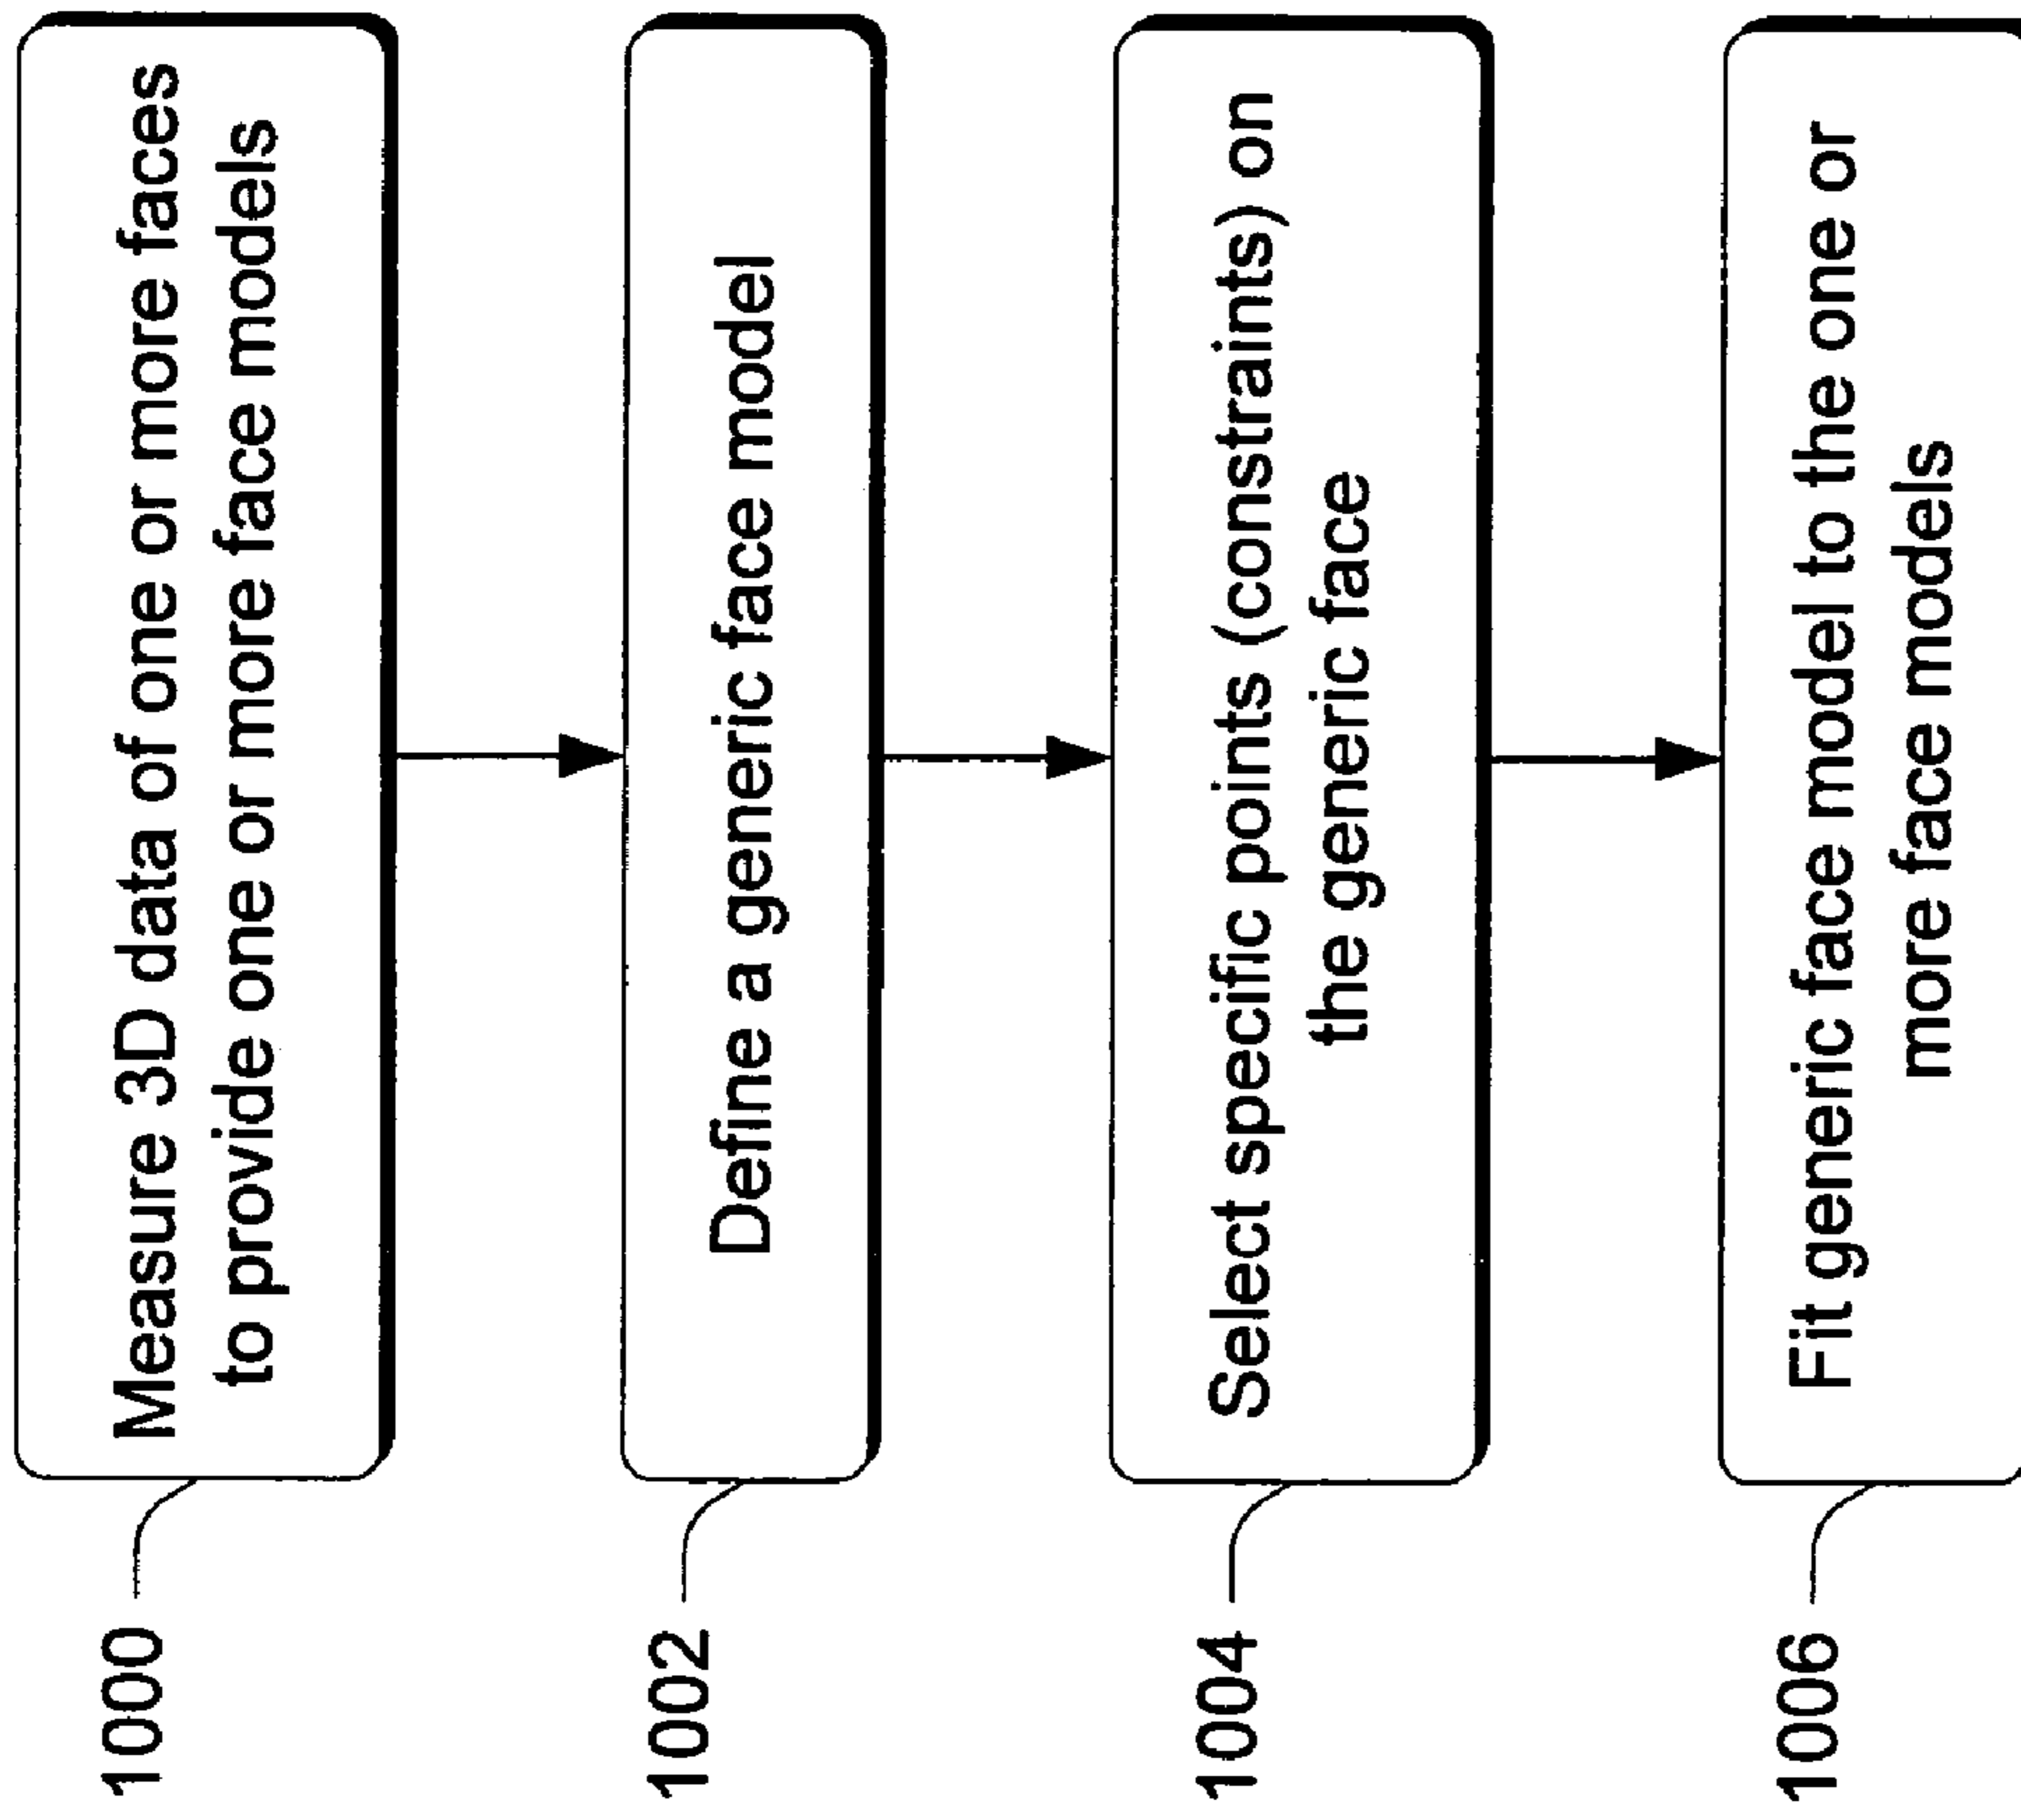 1000
Measure 3D data of one or more faces
to provide one or more face models
1002
Define a generic face model
1004
Select specific points (constraints) on
the generic face
1006
Fit generic face model to the one or
more face models